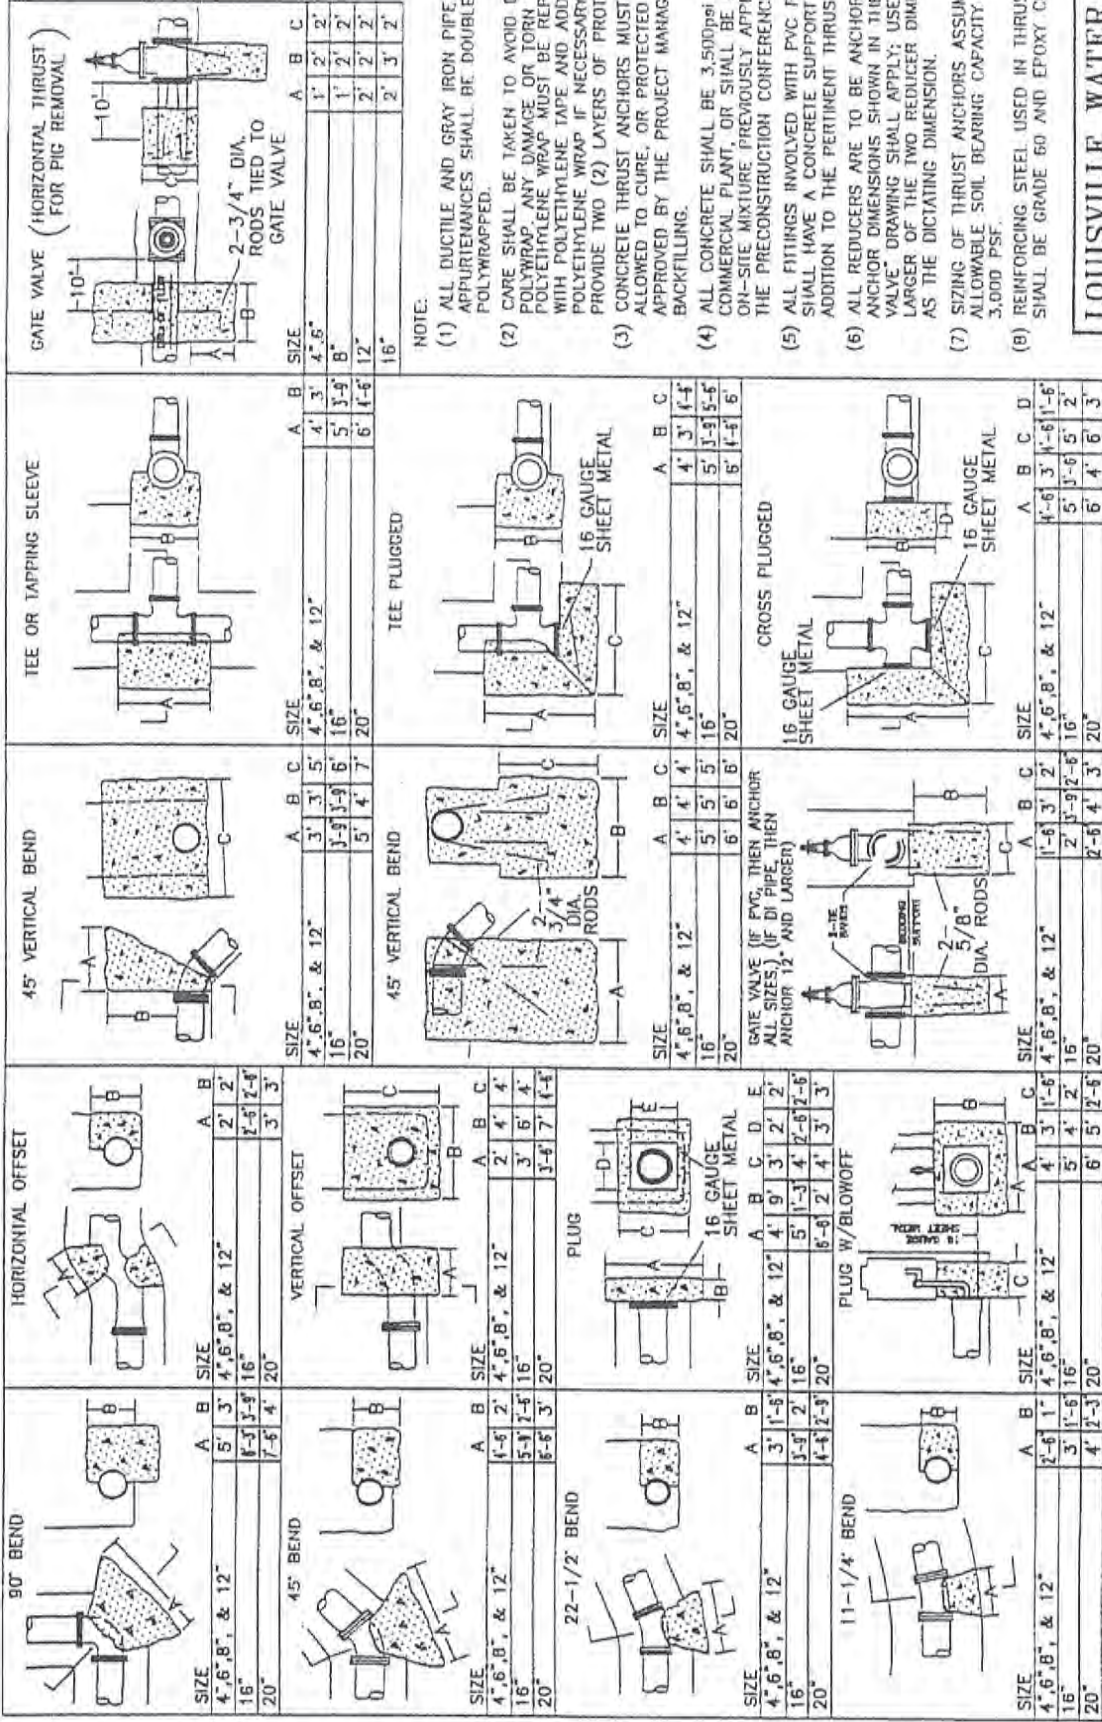 90° BEND
B
A
L
SIZE A B
4",6",8", & 12" 5' 3'
16" 6'-3" 3'-9"
20" 7'-6" 4'
45° BEND
B
A
L
SIZE A B
4",6",8", & 12" 4'-6" 2'
16" 5'-9" 2'-6"
20" 6'-6" 3'
22-1/2° BEND
B
A
L
SIZE A B
4",6",8", & 12" 3' 1'-6"
16" 3'-9" 2'
20" 4'-6" 2'-9"
11-1/4° BEND
B
A
L
SIZE A B
4",6",8", & 12" 2'-6" 1"
16" 3' 1'-6"
20" 4' 2'-3"
HORIZONTAL OFFSET
A
B
SIZE A B
4",6",8", & 12" 2' 2'
16" 2'-6" 2'-6"
20" 3' 3'
VERTICAL OFFSET
A
B
C
SIZE A B C
4",6",8", & 12" 2' 4' 4'
16" 3' 6' 4'
20" 3'-6" 7' 4'-6"
PLUG
A
B
C
D
E
16 GAUGE
SHEET METAL
SIZE A B C D E
4",6",8", & 12" 4' 9' 3' 2' 2'
16" 5' 1'-3" 4' 2'-6" 2'-6"
20" 6'-6" 2' 4' 3' 3'
PLUG W/BLOWOFF
16 GAUGE
SHEET METAL
A
B
C
SIZE A B C
4",6",8", & 12" 4' 3' 1'-6"
16" 5' 4' 2'
20" 6' 5' 2'-6"
45° VERTICAL BEND
A
B
C
SIZE A B C
4",6",8", & 12" 3' 3' 5'
16" 3'-9" 3'-9" 6'
20" 5' 4' 7'
45° VERTICAL BEND
2-
3/4"
DIA.
RODS
A
B
C
SIZE A B C
4",6",8", & 12" 4' 4' 4'
16" 5' 5' 5'
20" 6' 6' 6'
GATE VALVE (IF PVC, THEN ANCHOR
ALL SIZES.) (IF DI PIPE, THEN
ANCHOR 12" AND LARGER)
BEDDING
SUPPORT
2-
5/8"
DIA. RODS
A
B
C
SIZE A B C
4",6",8", & 12" 1'-6" 3' 2'
16" 2' 3'-9" 2'-6"
20" 2'-6" 4' 3'
TEE OR TAPPING SLEEVE
A
B
L
SIZE A B
4",6",8", & 12" 4' 3'
16" 5' 3'-9"
20" 6' 4'-6"
TEE PLUGGED
A
B
C
16 GAUGE
SHEET METAL
SIZE A B C
4",6",8", & 12" 4' 3' 4'-6"
16" 5' 3'-9" 5'-6"
20" 6' 4'-6" 6'
CROSS PLUGGED
16 GAUGE
SHEET METAL
A
B
C
D
16 GAUGE
SHEET METAL
SIZE A B C D
4",6",8", & 12" 4'-6" 3' 4'-6" 1'-6"
16" 5' 3'-6" 5' 2'
20" 6' 4' 6' 3'
GATE VALVE (HORIZONTAL THRUST
FOR PIG REMOVAL)
10'
10'
2-3/4" DIA.
RODS TIED TO
GATE VALVE
A
B
C
SIZE A B C
4",6" 1' 2' 2'
8" 1' 2' 2'
12" 2' 2' 2'
16" 2' 3' 2'
NOTE:
(1) ALL DUCTILE AND GRAY IRON PIPE,
APPURTENANCES SHALL BE DOUBLE
POLYWRAPPED.
(2) CARE SHALL BE TAKEN TO AVOID
POLYWRAP. ANY DAMAGE OR TORN
POLYETHYLENE WRAP MUST BE REP
WITH POLYETHYLENE TAPE AND ADD
POLYETHYLENE WRAP IF NECESSARY
PROVIDE TWO (2) LAYERS OF PROT
(3) CONCRETE THRUST ANCHORS MUST
ALLOWED TO CURE, OR PROTECTED
APPROVED BY THE PROJECT MANAG
BACKFILLING.
(4) ALL CONCRETE SHALL BE 3,500psi
COMMERCIAL PLANT, OR SHALL BE
ON-SITE MIXTURE PREVIOUSLY APP
THE PRECONSTRUCTION CONFERENC
(5) ALL FITTINGS INVOLVED WITH PVC
SHALL HAVE A CONCRETE SUPPORT
ADDITION TO THE PERTINENT THRUS
(6) ALL REDUCERS ARE TO BE ANCHOR
ANCHOR DIMENSIONS SHOWN IN THE
VALVE" DRAWING SHALL APPLY; USE
LARGER OF THE TWO REDUCER DIM
AS THE DICTATING DIMENSION.
(7) SIZING OF THRUST ANCHORS ASSUM
ALLOWABLE SOIL BEARING CAPACITY
3,000 PSF.
(8) REINFORCING STEEL USED IN THRUS
SHALL BE GRADE 60 AND EPOXY C
LOUISVILLE WATER